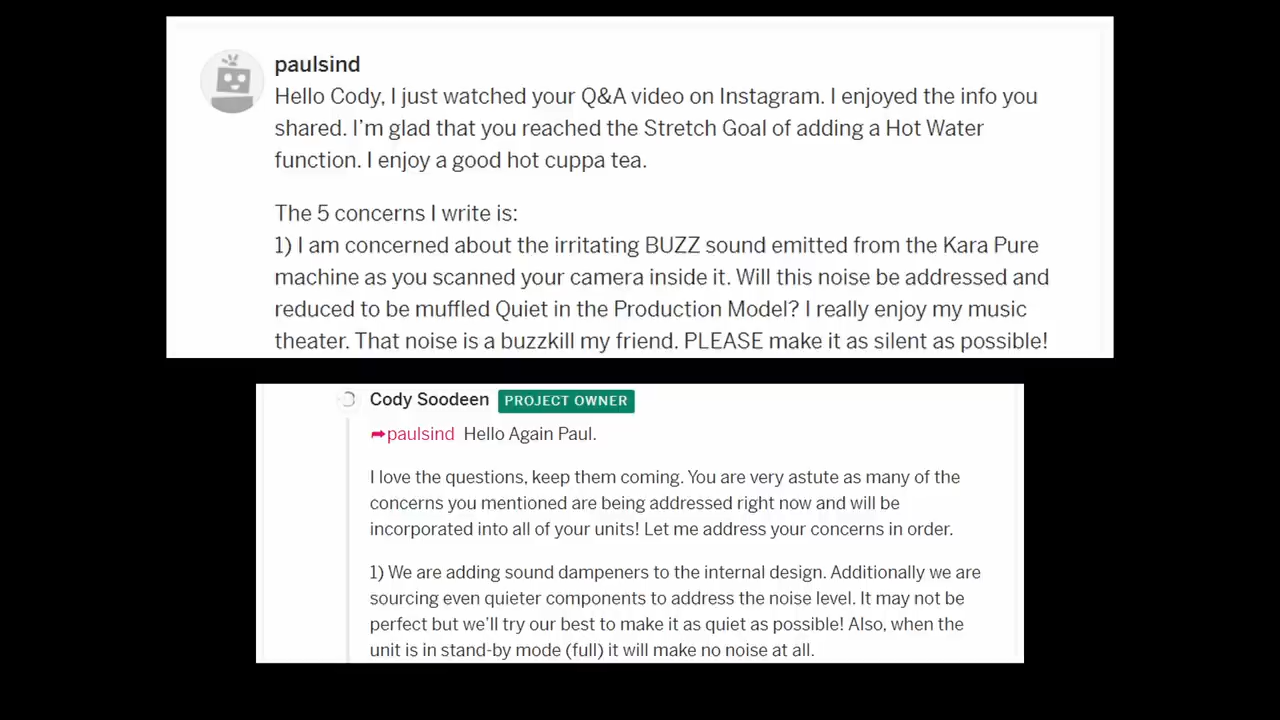 paulsind
Hello Cody, I just watched your Q&A video on Instagram. I enjoyed the info you
shared. I'm glad that you reached the Stretch Goal of adding a Hot Water
function. I enjoy a good hot cuppa tea.
The 5 concerns I write is:
1) I am concerned about the irritating BUZZ sound emitted from the Kara Pure
machine as you scanned your camera inside it. Will this noise be addressed and
reduced to be muffled Quiet in the Production Model? I really enjoy my music
theater. That noise is a buzzkill my friend. PLEASE make it as silent as possible!
Cody Soodeen PROJECT OWNER
paulsind Hello Again Paul.
I love the questions, keep them coming. You are very astute as many of the
concerns you mentioned are being addressed right now and will be
incorporated into all of your units! Let me address your concerns in order.
1) We are adding sound dampeners to the internal design. Additionally we are
sourcing even quieter components to address the noise level. It may not be
perfect but we'll try our best to make it as quiet as possible! Also, when the
unit is in stand-by mode (full) it will make no noise at all.